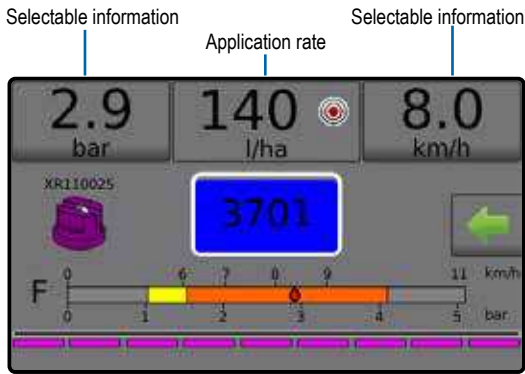 Selectable information Selectable information
Application rate
2.9 140 8.0
bar l/ha km/h
XR110025
3701
0 6 7 8 9 11 km/h
F
0 1 2 3 4 5 bar